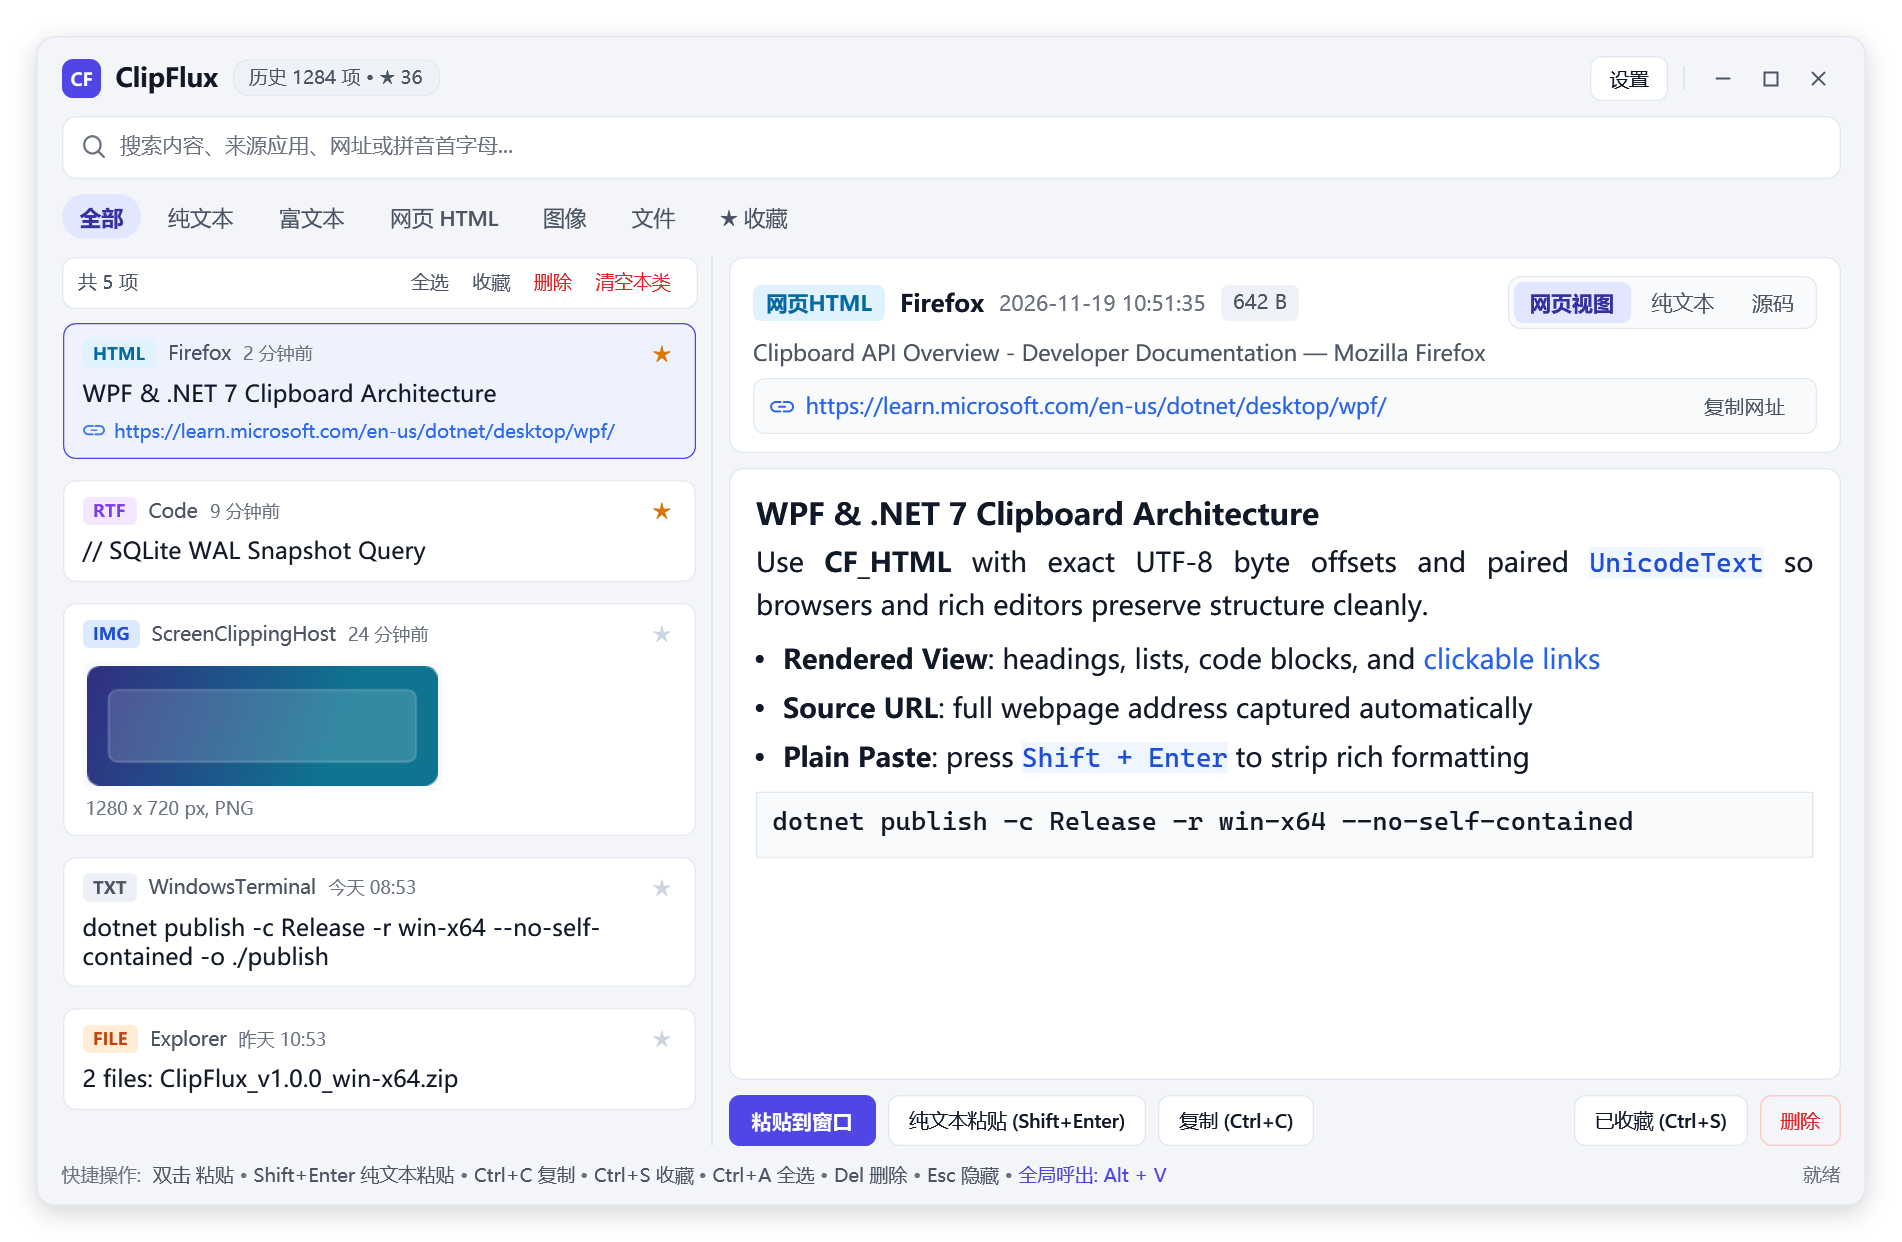 CF ClipFlux 历史 1284 项 • ★ 36 设置
搜索内容、来源应用、网址或拼音首字母...
全部 纯文本 富文本 网页 HTML 图像 文件 ★ 收藏
共 5 项 全选 收藏 删除 清空本类
HTML Firefox 2 分钟前 ★
WPF & .NET 7 Clipboard Architecture
https://learn.microsoft.com/en-us/dotnet/desktop/wpf/
RTF Code 9 分钟前 ★
// SQLite WAL Snapshot Query
IMG ScreenClippingHost 24 分钟前 ★
1280 x 720 px, PNG
TXT WindowsTerminal 今天 08:53 ★
dotnet publish -c Release -r win-x64 --no-self-
contained -o ./publish
FILE Explorer 昨天 10:53 ★
2 files: ClipFlux_v1.0.0_win-x64.zip
网页HTML Firefox 2026-11-19 10:51:35 642 B 网页视图 纯文本 源码
Clipboard API Overview - Developer Documentation — Mozilla Firefox
https://learn.microsoft.com/en-us/dotnet/desktop/wpf/ 复制网址
WPF & .NET 7 Clipboard Architecture
Use CF_HTML with exact UTF-8 byte offsets and paired UnicodeText so
browsers and rich editors preserve structure cleanly.
• Rendered View: headings, lists, code blocks, and clickable links
• Source URL: full webpage address captured automatically
• Plain Paste: press Shift + Enter to strip rich formatting
dotnet publish -c Release -r win-x64 --no-self-contained
粘贴到窗口 纯文本粘贴 (Shift+Enter) 复制 (Ctrl+C) 已收藏 (Ctrl+S) 删除
快捷操作: 双击 粘贴 • Shift+Enter 纯文本粘贴 • Ctrl+C 复制 • Ctrl+S 收藏 • Ctrl+A 全选 • Del 删除 • Esc 隐藏 • 全局呼出: Alt + V 就绪